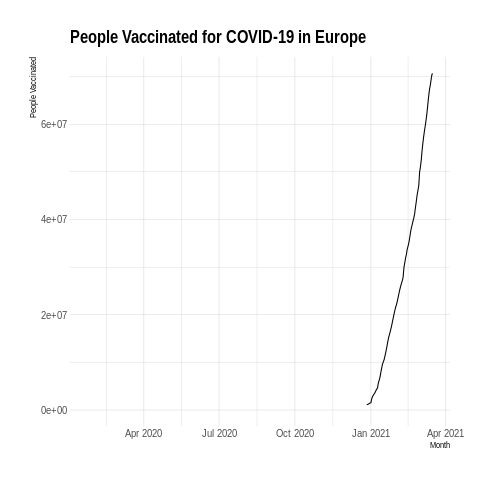 People Vaccinated for COVID-19 in Europe
People Vaccinated
6e+07
4e+07
2e+07
0e+00
Apr 2020 Jul 2020 Oct 2020 Jan 2021 Apr 2021
Month